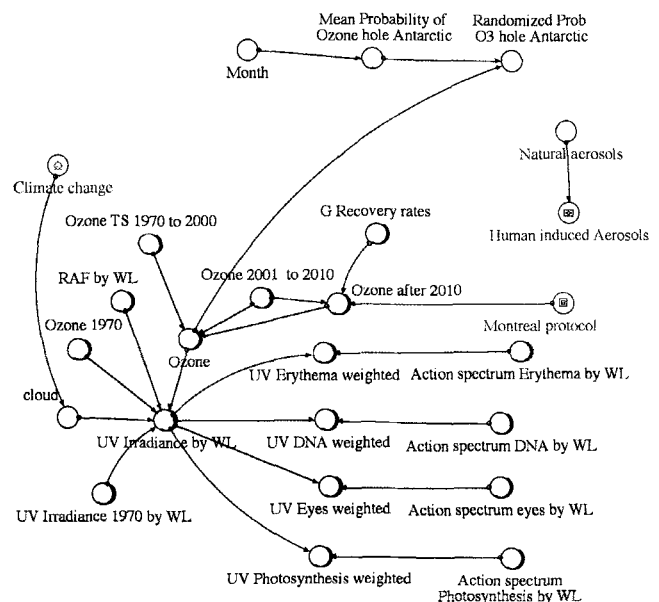 Mean Probability of
Ozone hole Antarctic
Randomized Prob
O3 hole Antarctic
Month
Natural aerosols
Climate change
Ozone TS 1970 to 2000
G Recovery rates
Human induced Aerosols
RAF by WL
Ozone 2001 to 2010
Ozone after 2010
Ozone 1970
Montreal protocol
Ozone
UV Erythema weighted
Action spectrum Erythema by WL
cloud
UV Irradiance by WL
UV DNA weighted
Action spectrum DNA by WL
UV Irradiance 1970 by WL
UV Eyes weighted
Action spectrum eyes by WL
UV Photosynthesis weighted
Action spectrum
Photosynthesis by WL